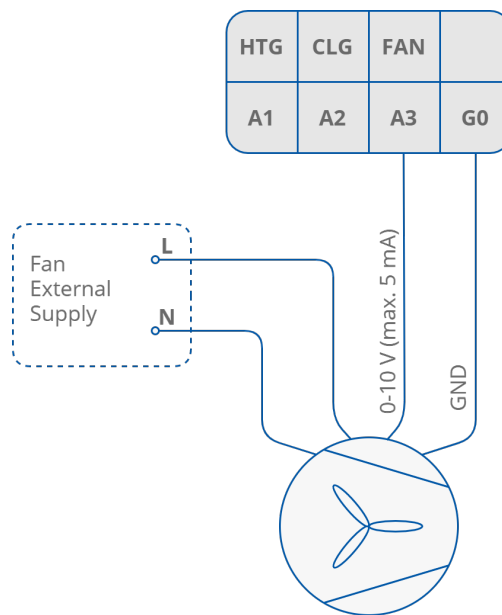 HTG CLG FAN
A1 A2 A3 G0
L
Fan
External
Supply
N
0-10 V (max. 5 mA)
GND